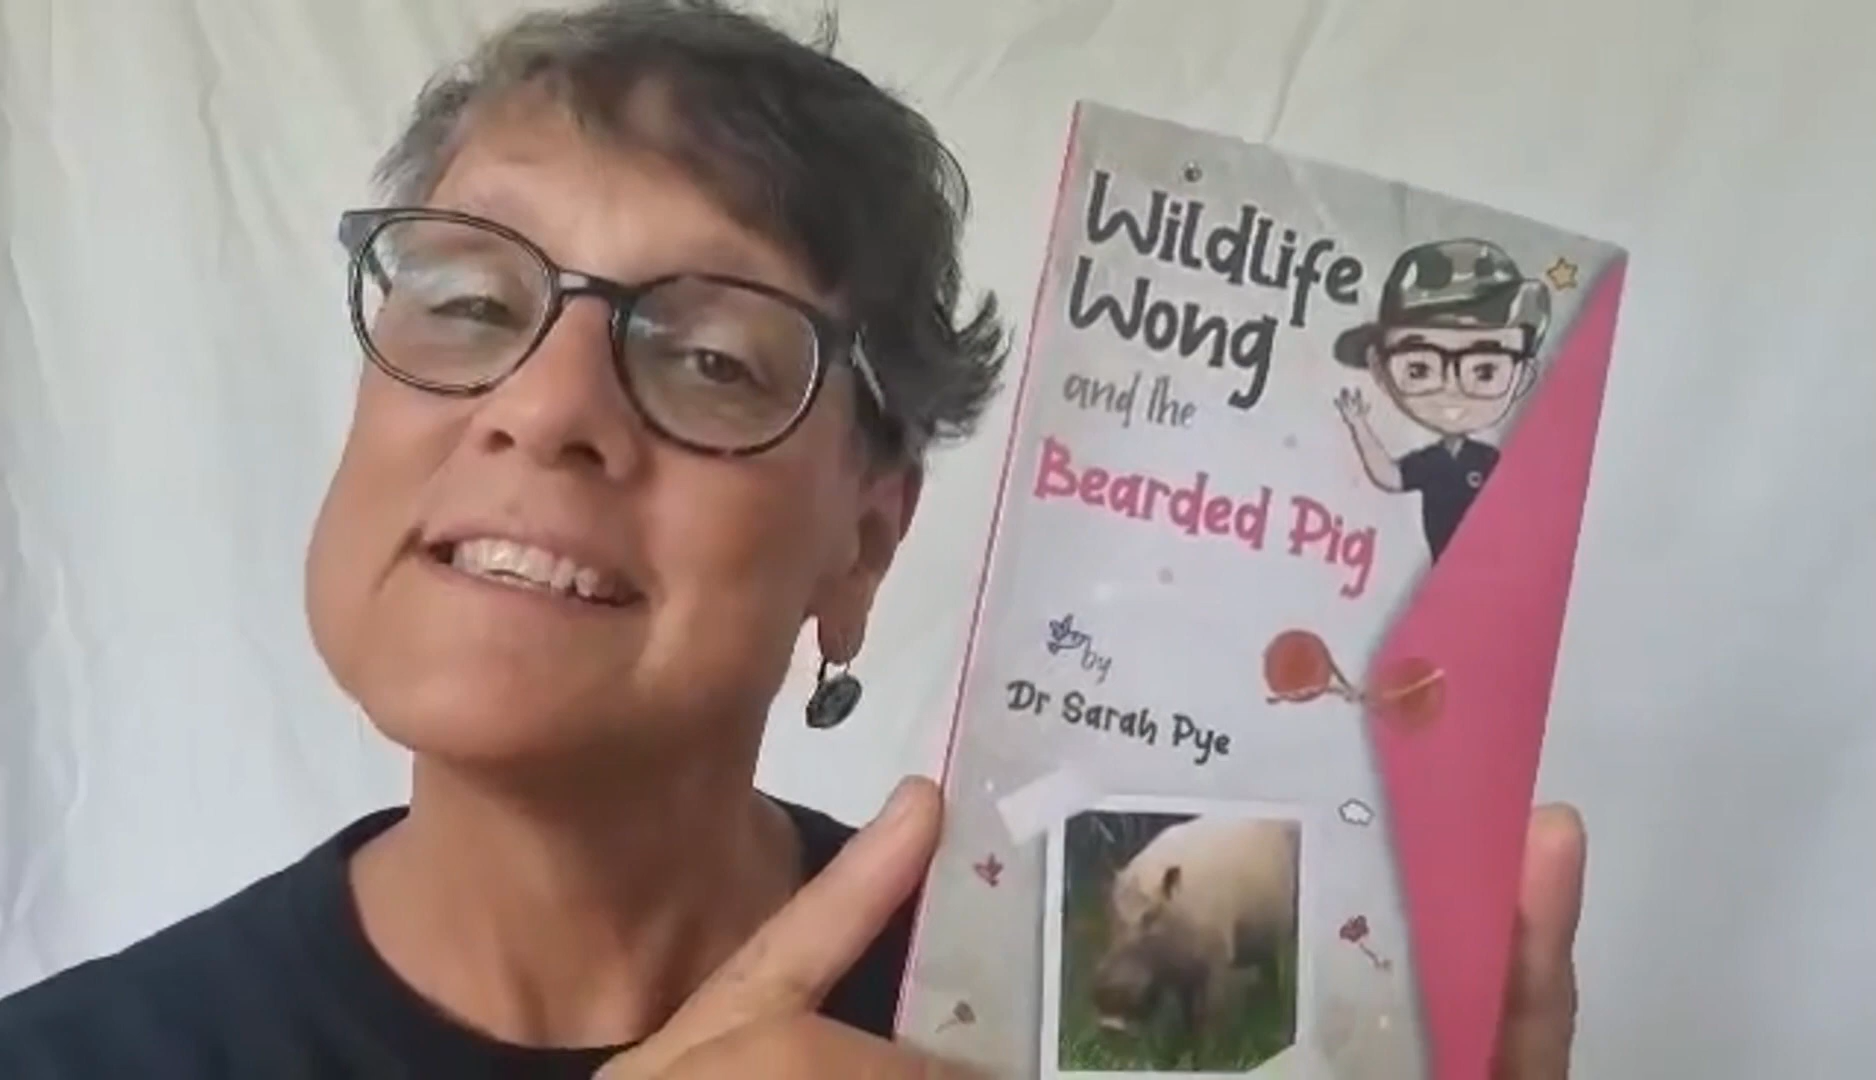 Wildlife
Wong
and the
Bearded Pig
by
Dr Sarah Pye